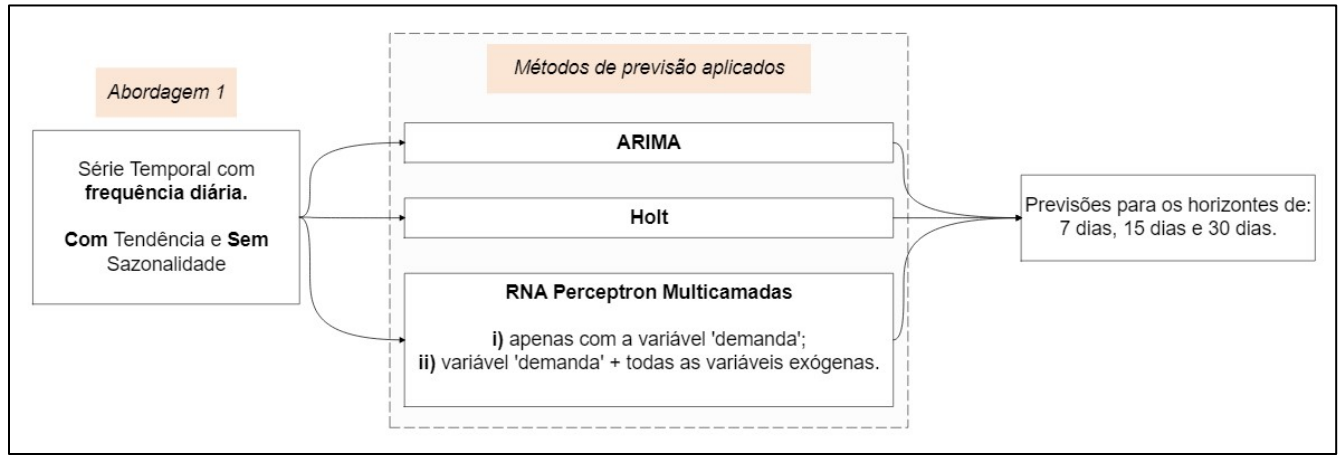 Abordagem 1
Série Temporal com
frequência diária.
Com Tendência e Sem
Sazonalidade
Métodos de previsão aplicados
ARIMA
Holt
RNA Perceptron Multicamadas
i) apenas com a variável 'demanda';
ii) variável 'demanda' + todas as variáveis exógenas.
Previsões para os horizontes de:
7 dias, 15 dias e 30 dias.